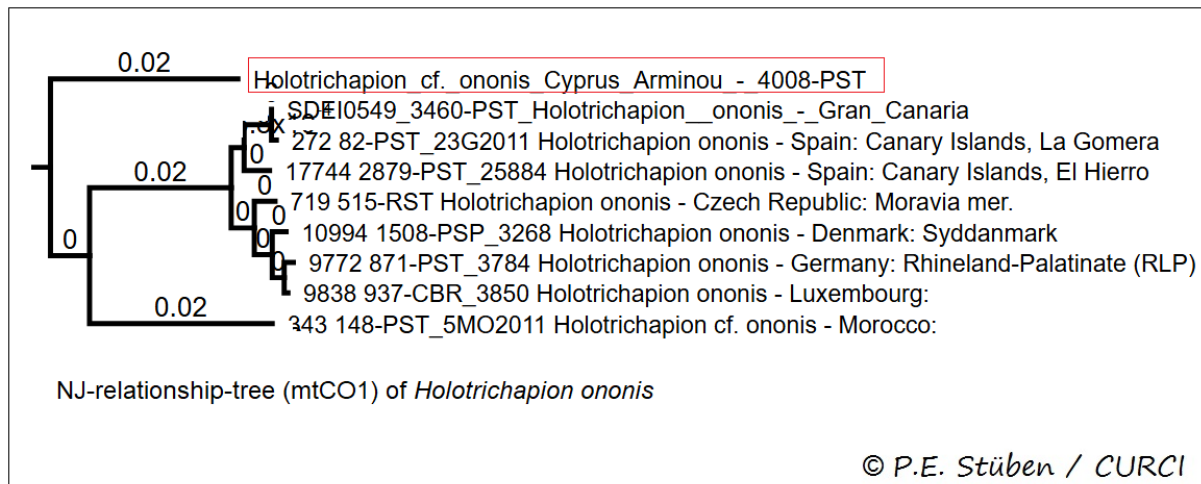 0.02
Holotrichapion_cf._ononis_Cyprus_Arminou_-_4008-PST
SDEI0549_3460-PST_Holotrichapion__ononis_-_Gran_Canaria
272 82-PST_23G2011 Holotrichapion ononis - Spain: Canary Islands, La Gomera
0
0.02
17744 2879-PST_25884 Holotrichapion ononis - Spain: Canary Islands, El Hierro
0
719 515-RST Holotrichapion ononis - Czech Republic: Moravia mer.
0 0
0
0
10994 1508-PSP_3268 Holotrichapion ononis - Denmark: Syddanmark
0
9772 871-PST_3784 Holotrichapion ononis - Germany: Rhineland-Palatinate (RLP)
9838 937-CBR_3850 Holotrichapion ononis - Luxembourg:
0.02
343 148-PST_5MO2011 Holotrichapion cf. ononis - Morocco:
NJ-relationship-tree (mtCO1) of Holotrichapion ononis
© P.E. Stüben / CURCI